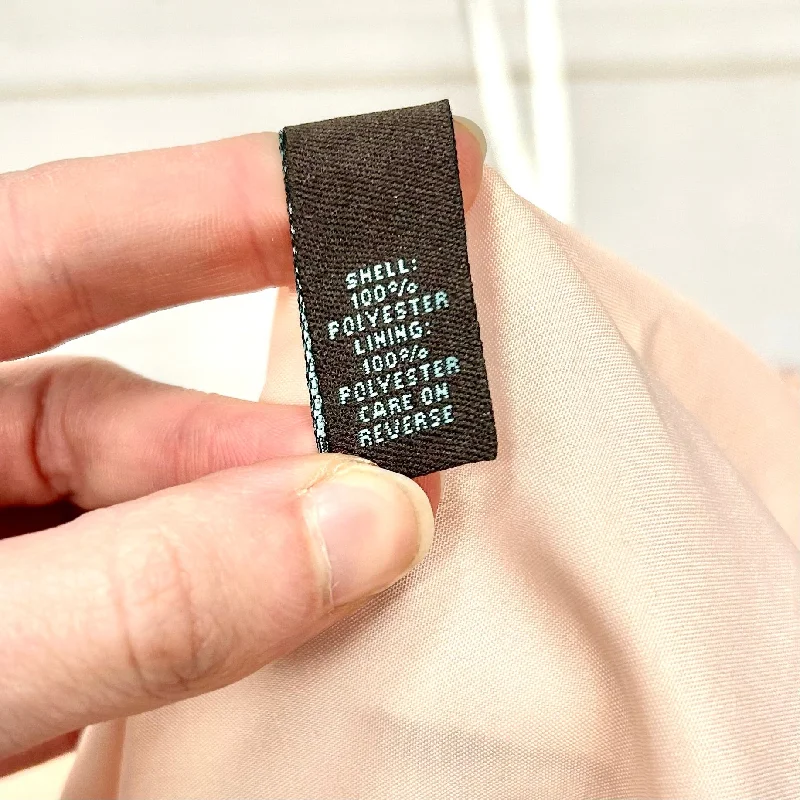 SHELL:
100%
POLYESTER
LINING:
100%
POLYESTER
CARE ON
REVERSE